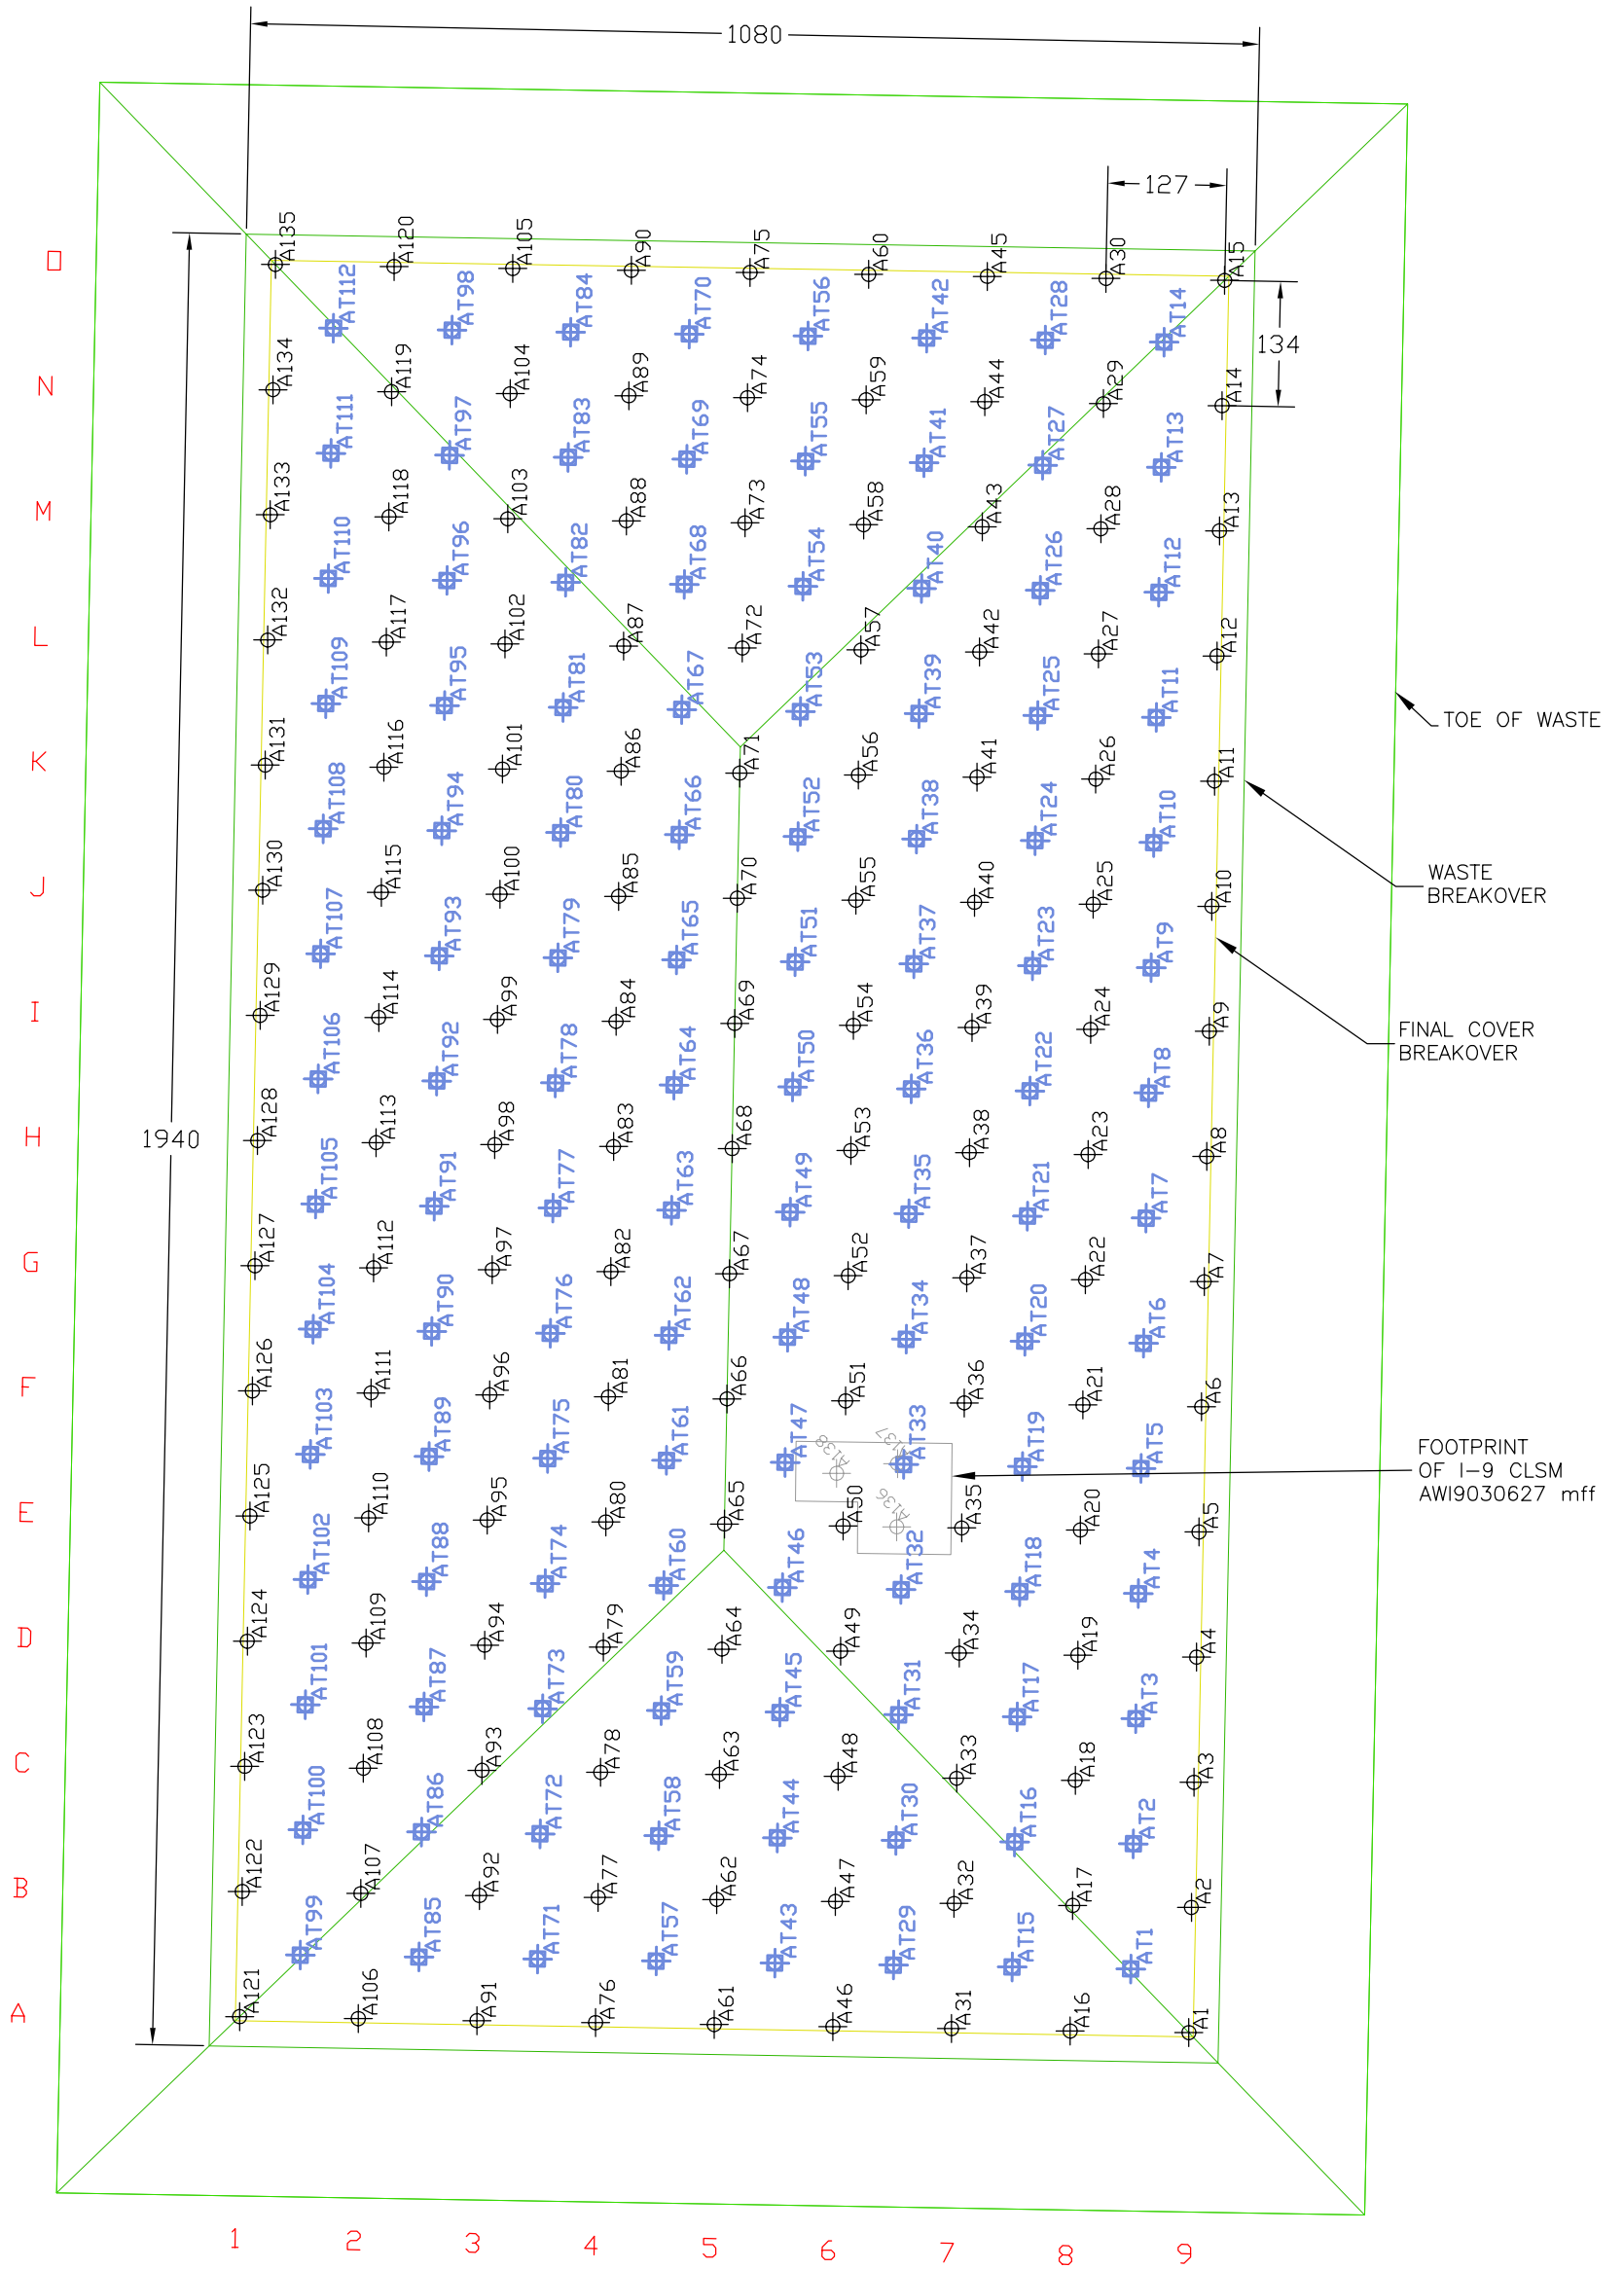 1080
127
A135 A120 A105 A90 A75 A60 A45 A30 A15
O
AT112 AT98 AT84 AT70 AT56 AT42 AT28 AT14
134
A134 A119 A104 A89 A74 A59 A44 A29 A14
N
AT111 AT97 AT83 AT69 AT55 AT41 AT27 AT13
A133 A118 A103 A88 A73 A58 A43 A28 A13
M
AT110 AT96 AT82 AT68 AT54 AT40 AT26 AT12
A132 A117 A102 A87 A72 A57 A42 A27 A12
L
AT109 AT95 AT81 AT67 AT53 AT39 AT25 AT11
TOE OF WASTE
A131 A116 A101 A86 A71 A56 A41 A26 A11
K
AT108 AT94 AT80 AT66 AT52 AT38 AT24 AT10
WASTE
BREAKOVER
A130 A115 A100 A85 A70 A55 A40 A25 A10
J
AT107 AT93 AT79 AT65 AT51 AT37 AT23 AT9
A129 A114 A99 A84 A69 A54 A39 A24 A9
I
FINAL COVER
BREAKOVER
AT106 AT92 AT78 AT64 AT50 AT36 AT22 AT8
A128 A113 A98 A83 A68 A53 A38 A23 A8
H
1940
AT105 AT91 AT77 AT63 AT49 AT35 AT21 AT7
A127 A112 A97 A82 A67 A52 A37 A22 A7
G
AT104 AT90 AT76 AT62 AT48 AT34 AT20 AT6
A126 A111 A96 A81 A66 A51 A36 A21 A6
F
AT103 AT89 AT75 AT61 AT47 AT33 AT19 AT5
A138 A137
FOOTPRINT
OF I-9 CLSM
AWI9030627 mff
A136
A125 A110 A95 A80 A65 A50 A35 A20 A5
E
AT102 AT88 AT74 AT60 AT46 AT32 AT18 AT4
A124 A109 A94 A79 A64 A49 A34 A19 A4
D
AT101 AT87 AT73 AT59 AT45 AT31 AT17 AT3
A123 A108 A93 A78 A63 A48 A33 A18 A3
C
AT100 AT86 AT72 AT58 AT44 AT30 AT16 AT2
A122 A107 A92 A77 A62 A47 A32 A17 A2
B
AT99 AT85 AT71 AT57 AT43 AT29 AT15 AT1
A121 A106 A91 A76 A61 A46 A31 A16 A1
A
1 2 3 4 5 6 7 8 9